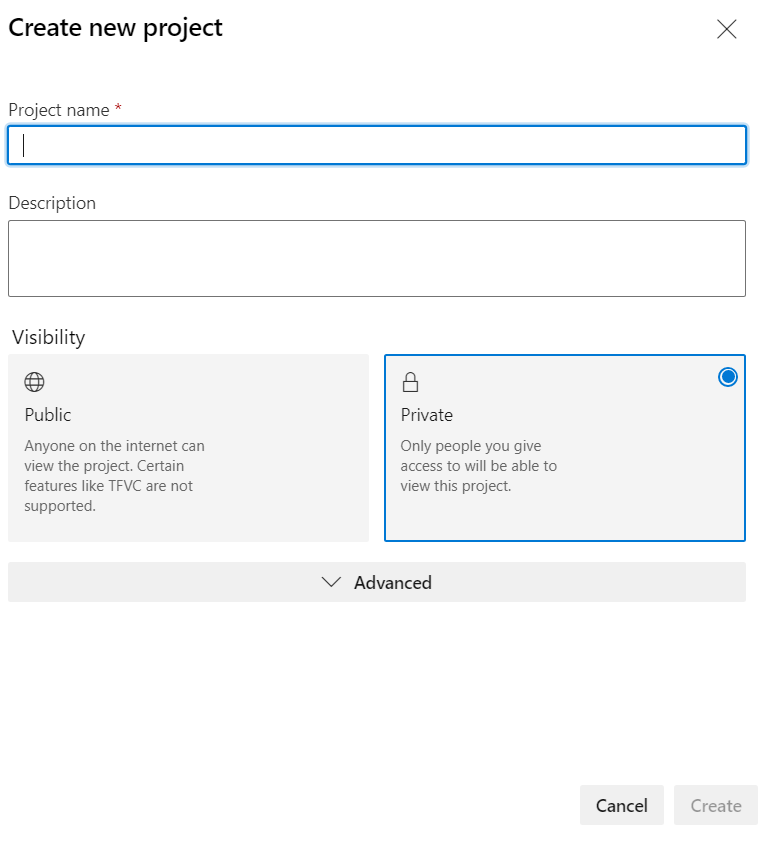 Create new project
Project name *
Description
Visibility
Public
Anyone on the internet can
view the project. Certain
features like TFVC are not
supported.
Private
Only people you give
access to will be able to
view this project.
Advanced
Cancel
Create